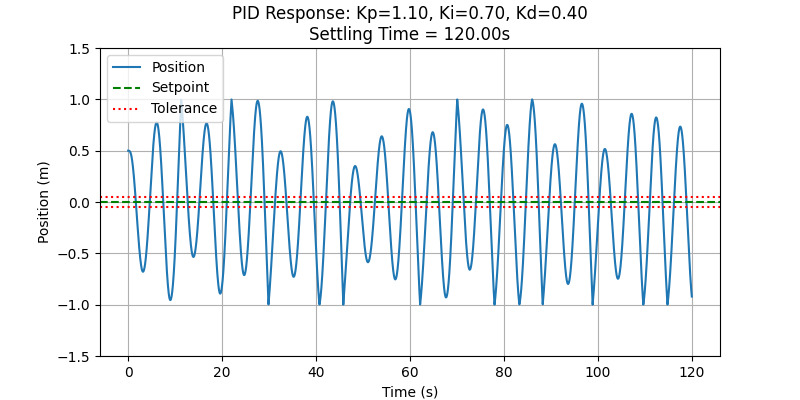 PID Response: Kp=1.10, Ki=0.70, Kd=0.40
Settling Time = 120.00s
1.5
1.0
0.5
0.0
−0.5
−1.0
−1.5
Position (m)
Position
Setpoint
Tolerance
0 20 40 60 80 100 120
Time (s)